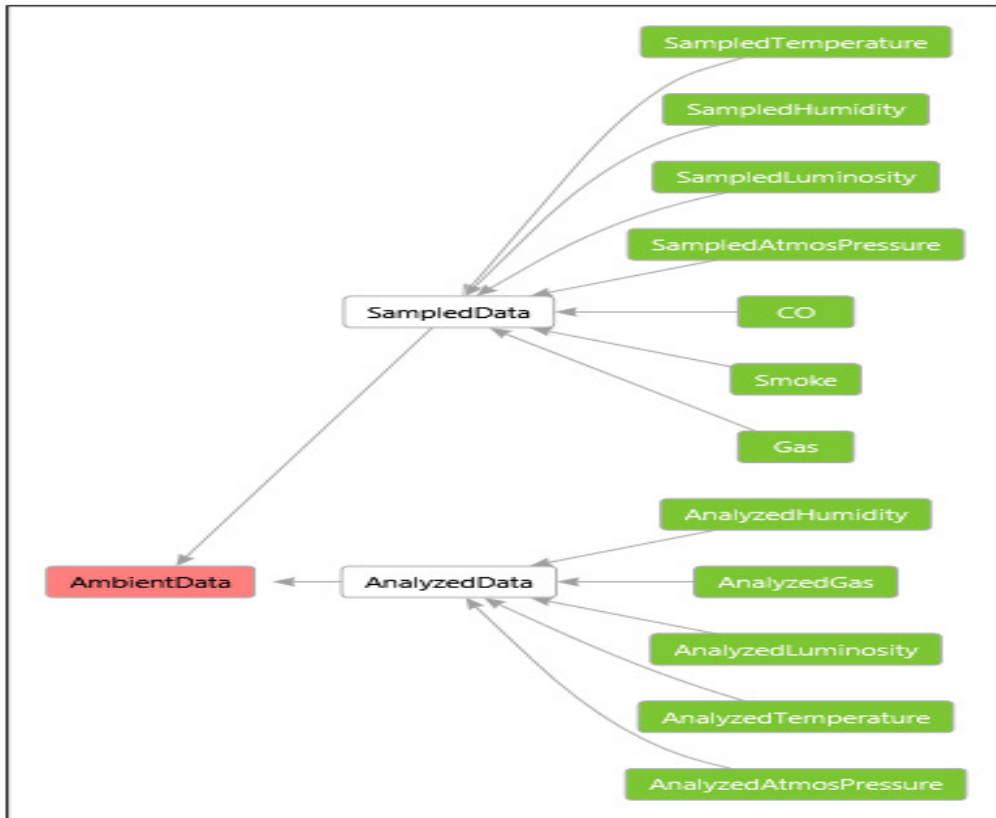 SampledTemperature
SampledHumidity
SampledLuminosity
SampledAtmosPressure
SampledData
CO
Smoke
Gas
AnalyzedHumidity
AmbientData
AnalyzedData
AnalyzedGas
AnalyzedLuminosity
AnalyzedTemperature
AnalyzedAtmosPressure